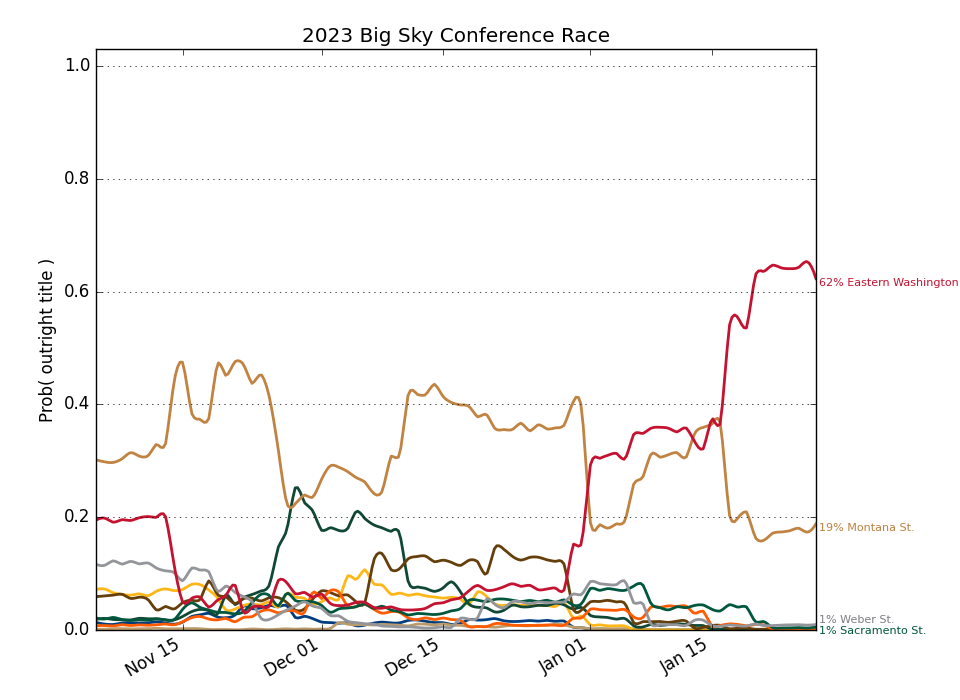 2023 Big Sky Conference Race
Prob( outright title )
1.0
0.8
0.6
0.4
0.2
0.0
62% Eastern Washington
19% Montana St.
1% Weber St.
1% Sacramento St.
Nov 15
Dec 01
Dec 15
Jan 01
Jan 15